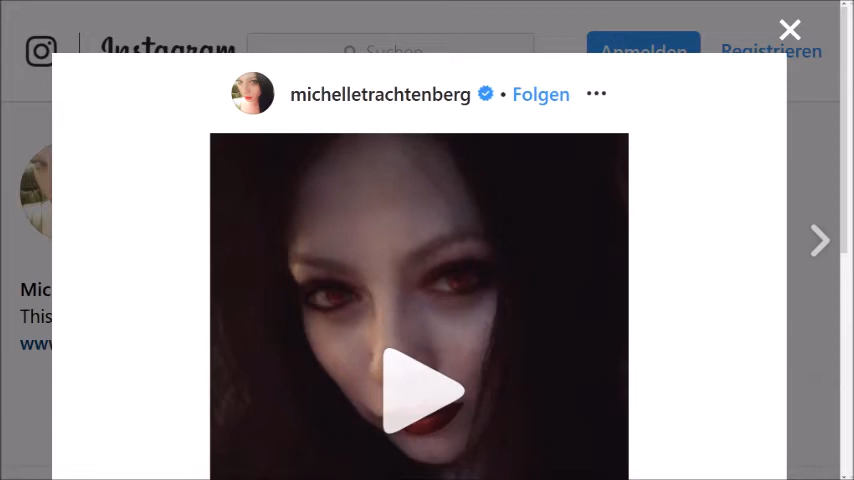 Instagram
Suchen
Anmelden
Registrieren
michelletrachtenberg • Folgen •••
Mic
This
www